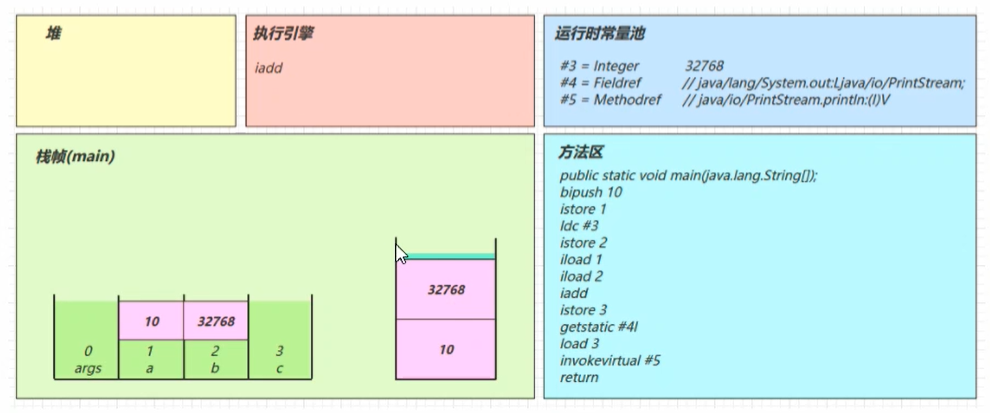 堆
执行引擎
iadd
运行时常量池
#3 = Integer 32768
#4 = Fieldref // java/lang/System.out:Ljava/io/PrintStream;
#5 = Methodref // java/io/PrintStream.println:(I)V
栈帧(main)
32768
10
10 32768
0 1 2 3
args a b c
方法区
public static void main(java.lang.String[]);
bipush 10
istore 1
ldc #3
istore 2
iload 1
iload 2
iadd
istore 3
getstatic #4I
load 3
invokevirtual #5
return